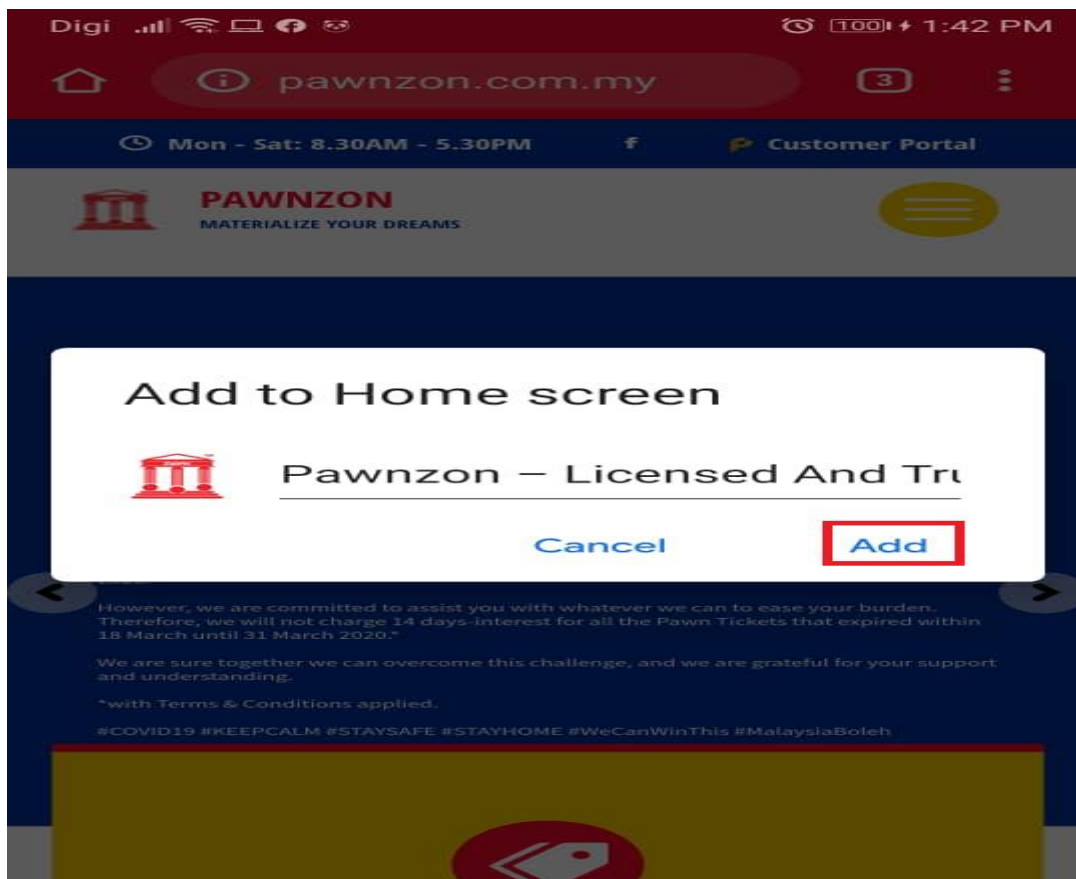 Digi 100 1:42 PM
pawnzon.com.my 3
Mon - Sat: 8.30AM - 5.30PM f Customer Portal
PAWNZON
MATERIALIZE YOUR DREAMS
Add to Home screen
Pawnzon – Licensed And Tru
Cancel Add
However, we are committed to assist you with whatever we can to ease your burden.
Therefore, we will not charge 14 days-interest for all the Pawn Tickets that expired within
18 March until 31 March 2020.*
We are sure together we can overcome this challenge, and we are grateful for your support
and understanding.
*with Terms & Conditions applied.
#COVID19 #KEEPCALM #STAYSAFE #STAYHOME #WeCanWinThis #MalaysiaBoleh